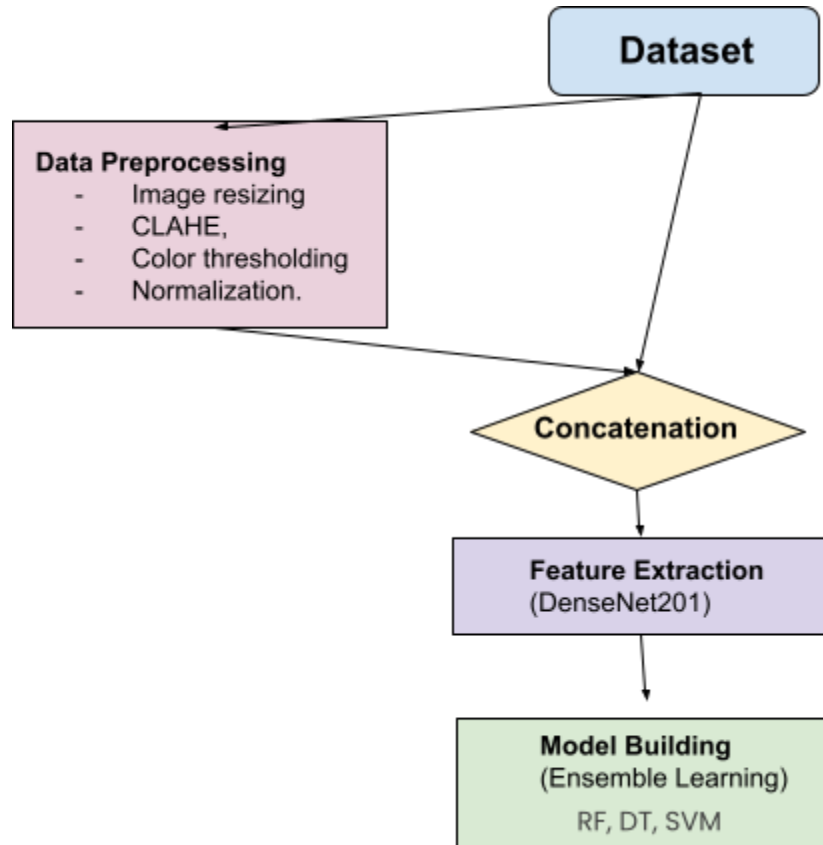 Dataset
Data Preprocessing
- Image resizing
- CLAHE,
- Color thresholding
- Normalization.
Concatenation
Feature Extraction
(DenseNet201)
Model Building
(Ensemble Learning)
RF, DT, SVM